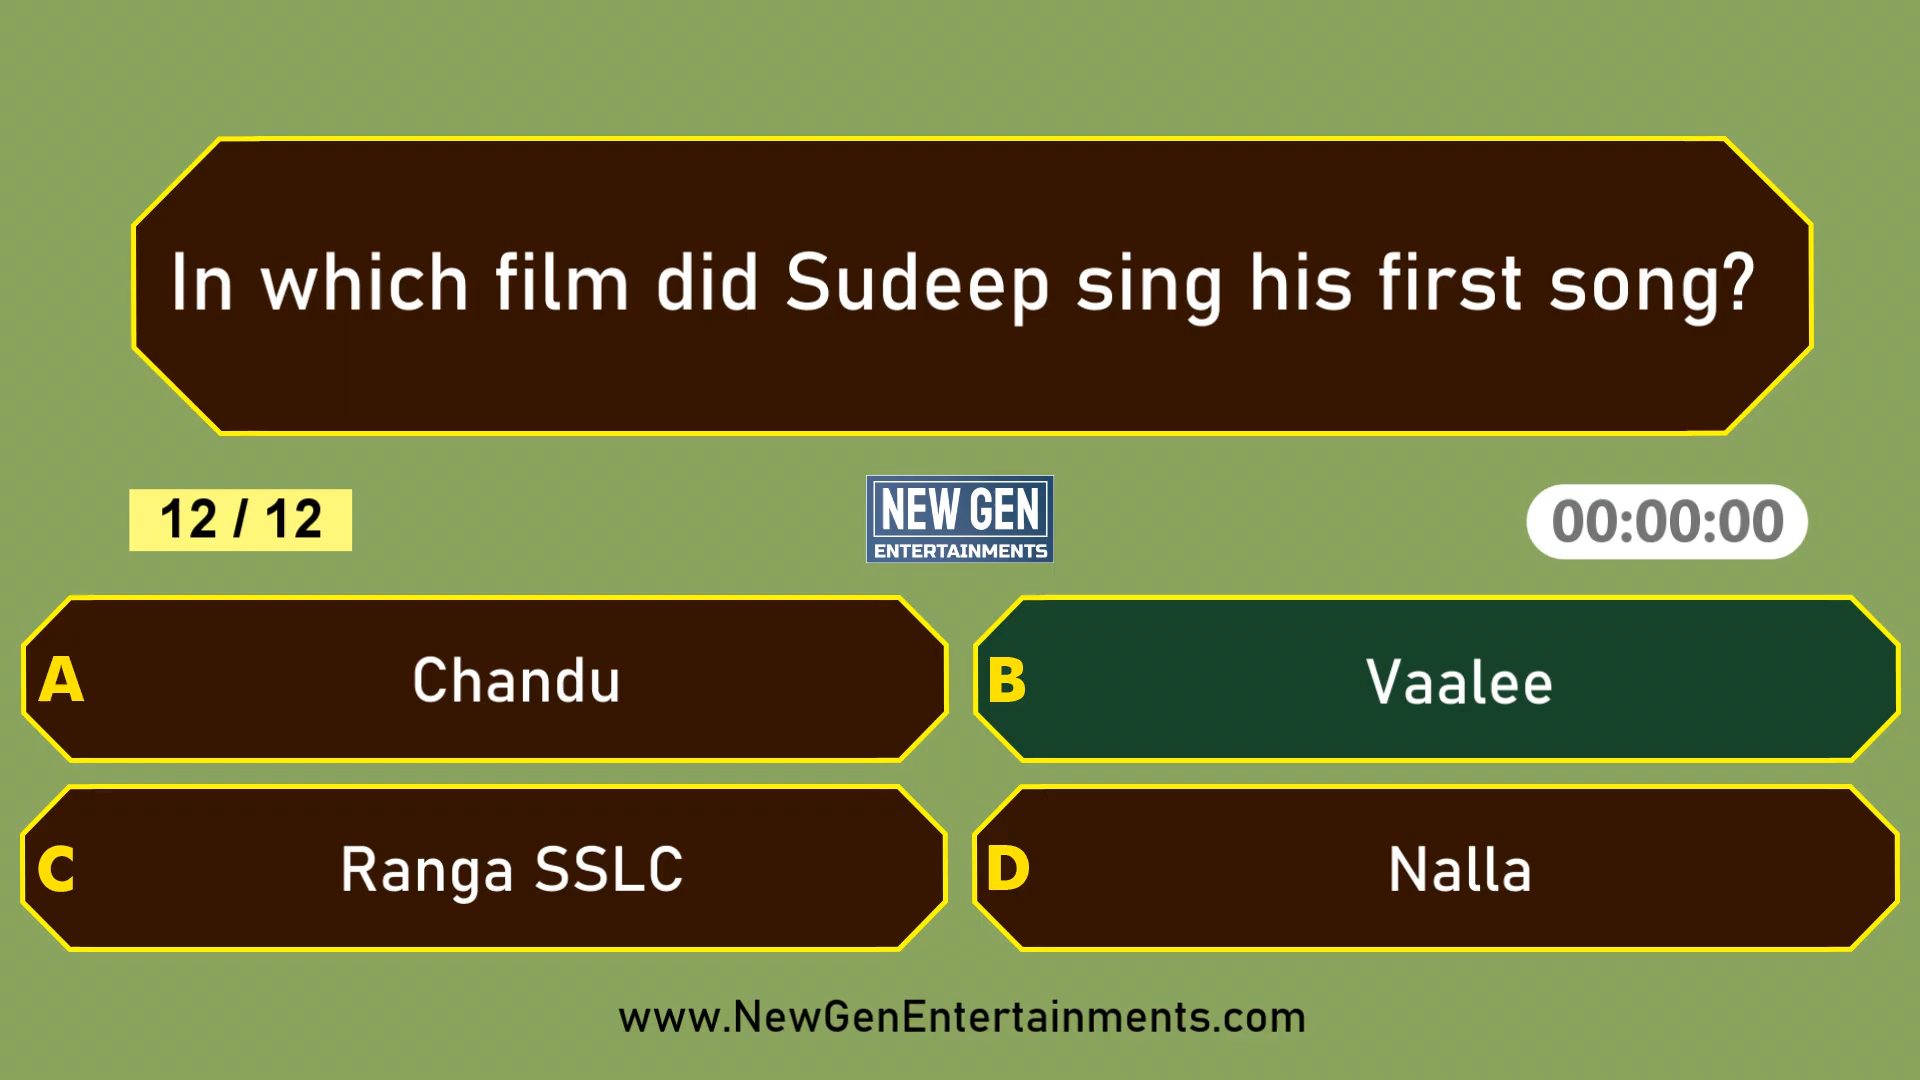 In which film did Sudeep sing his first song?
12 / 12
NEW GEN
ENTERTAINMENTS
00:00:00
A Chandu
B Vaalee
C Ranga SSLC
D Nalla
www.NewGenEntertainments.com